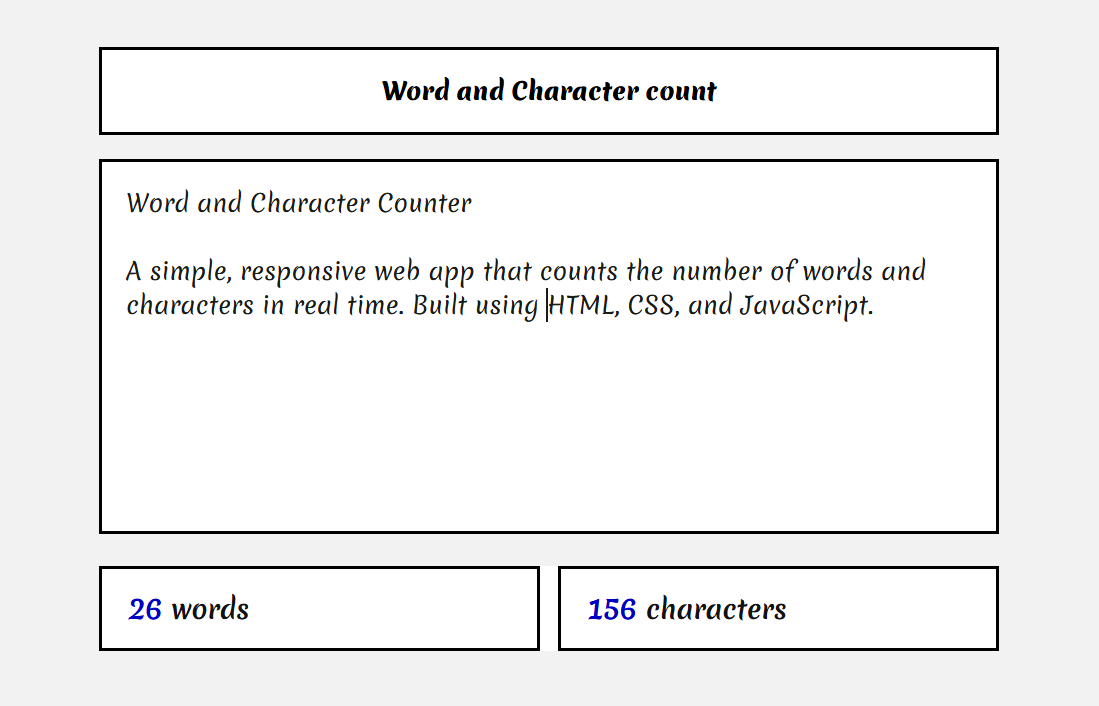 Word and Character count
Word and Character Counter
A simple, responsive web app that counts the number of words and
characters in real time. Built using HTML, CSS, and JavaScript.
26 words
156 characters